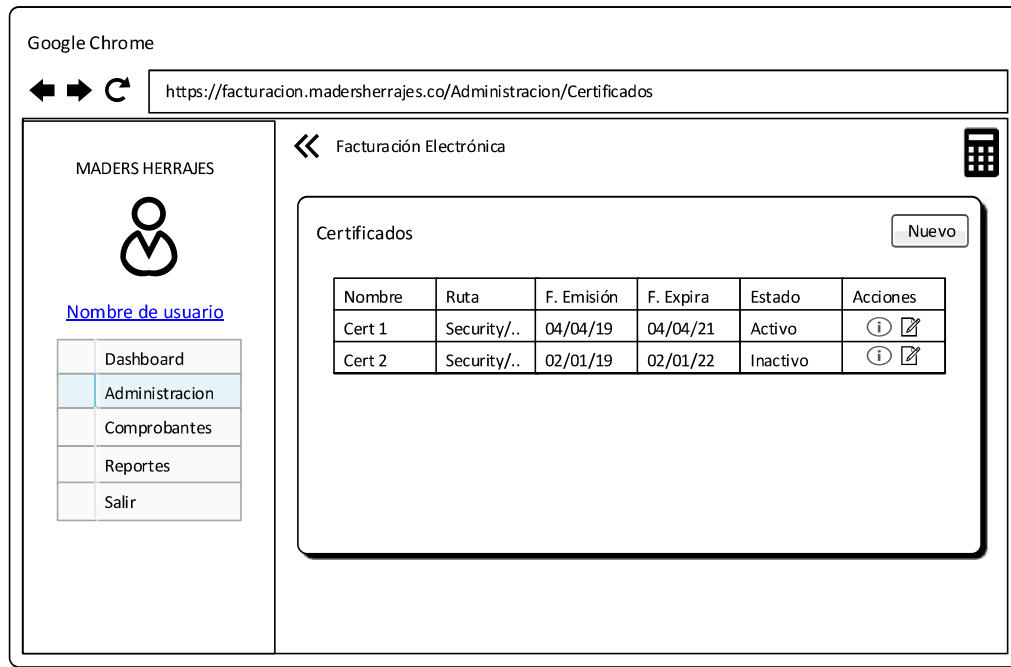 Google Chrome
https://facturacion.madersherrajes.co/Administracion/Certificados
MADERS HERRAJES
Nombre de usuario
Dashboard
Administracion
Comprobantes
Reportes
Salir
Facturación Electrónica
Certificados
Nuevo
Nombre Ruta F. Emisión F. Expira Estado Acciones
Cert 1 Security/.. 04/04/19 04/04/21 Activo
Cert 2 Security/.. 02/01/19 02/01/22 Inactivo